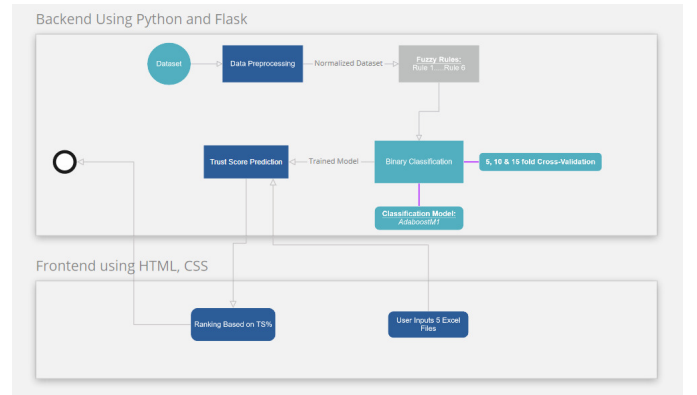 Backend Using Python and Flask
Dataset
Data Preprocessing
Normalized Dataset
Fuzzy Rules:
Rule 1.....Rule 6
Trust Score Prediction
Trained Model
Binary Classification
5, 10 & 15 fold Cross-Validation
Classification Model:
AdaboostM1
Frontend using HTML, CSS
Ranking Based on TS%
User Inputs 5 Excel
Files